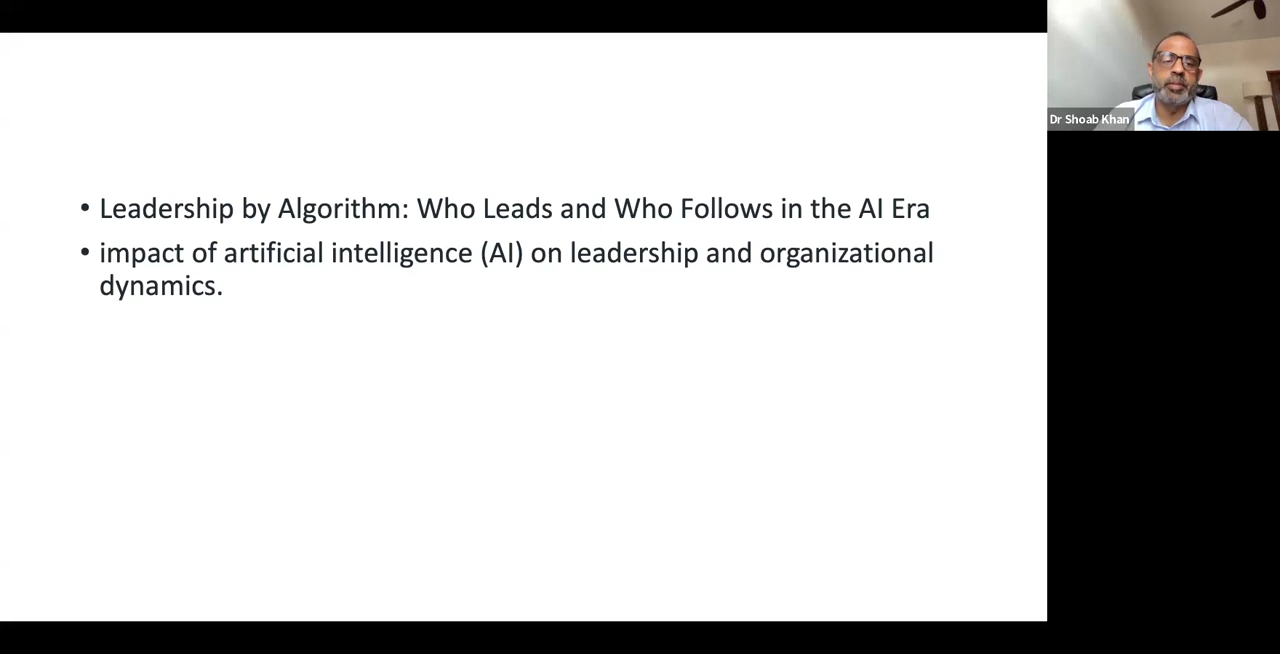 • Leadership by Algorithm: Who Leads and Who Follows in the AI Era
• impact of artificial intelligence (AI) on leadership and organizational
dynamics.
Dr Shoab Khan